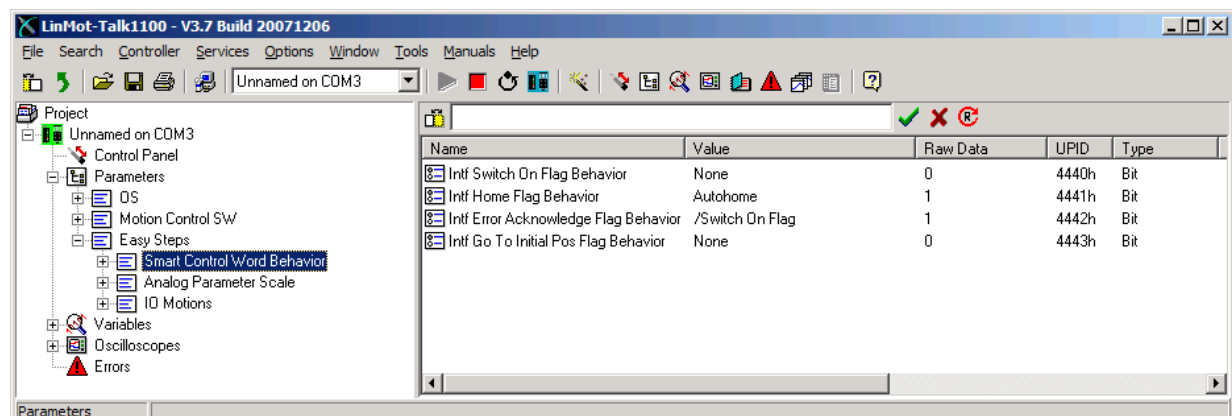 LinMot-Talk1100 - V3.7 Build 20071206
File Search Controller Services Options Window Tools Manuals Help
Unnamed on COM3
Project
Unnamed on COM3
Control Panel
Parameters
OS
Motion Control SW
Easy Steps
Smart Control Word Behavior
Analog Parameter Scale
IO Motions
Variables
Oscilloscopes
Errors
Name Value Raw Data UPID Type
Intf Switch On Flag Behavior None 0 4440h Bit
Intf Home Flag Behavior Autohome 1 4441h Bit
Intf Error Acknowledge Flag Behavior /Switch On Flag 1 4442h Bit
Intf Go To Initial Pos Flag Behavior None 0 4443h Bit
Parameters